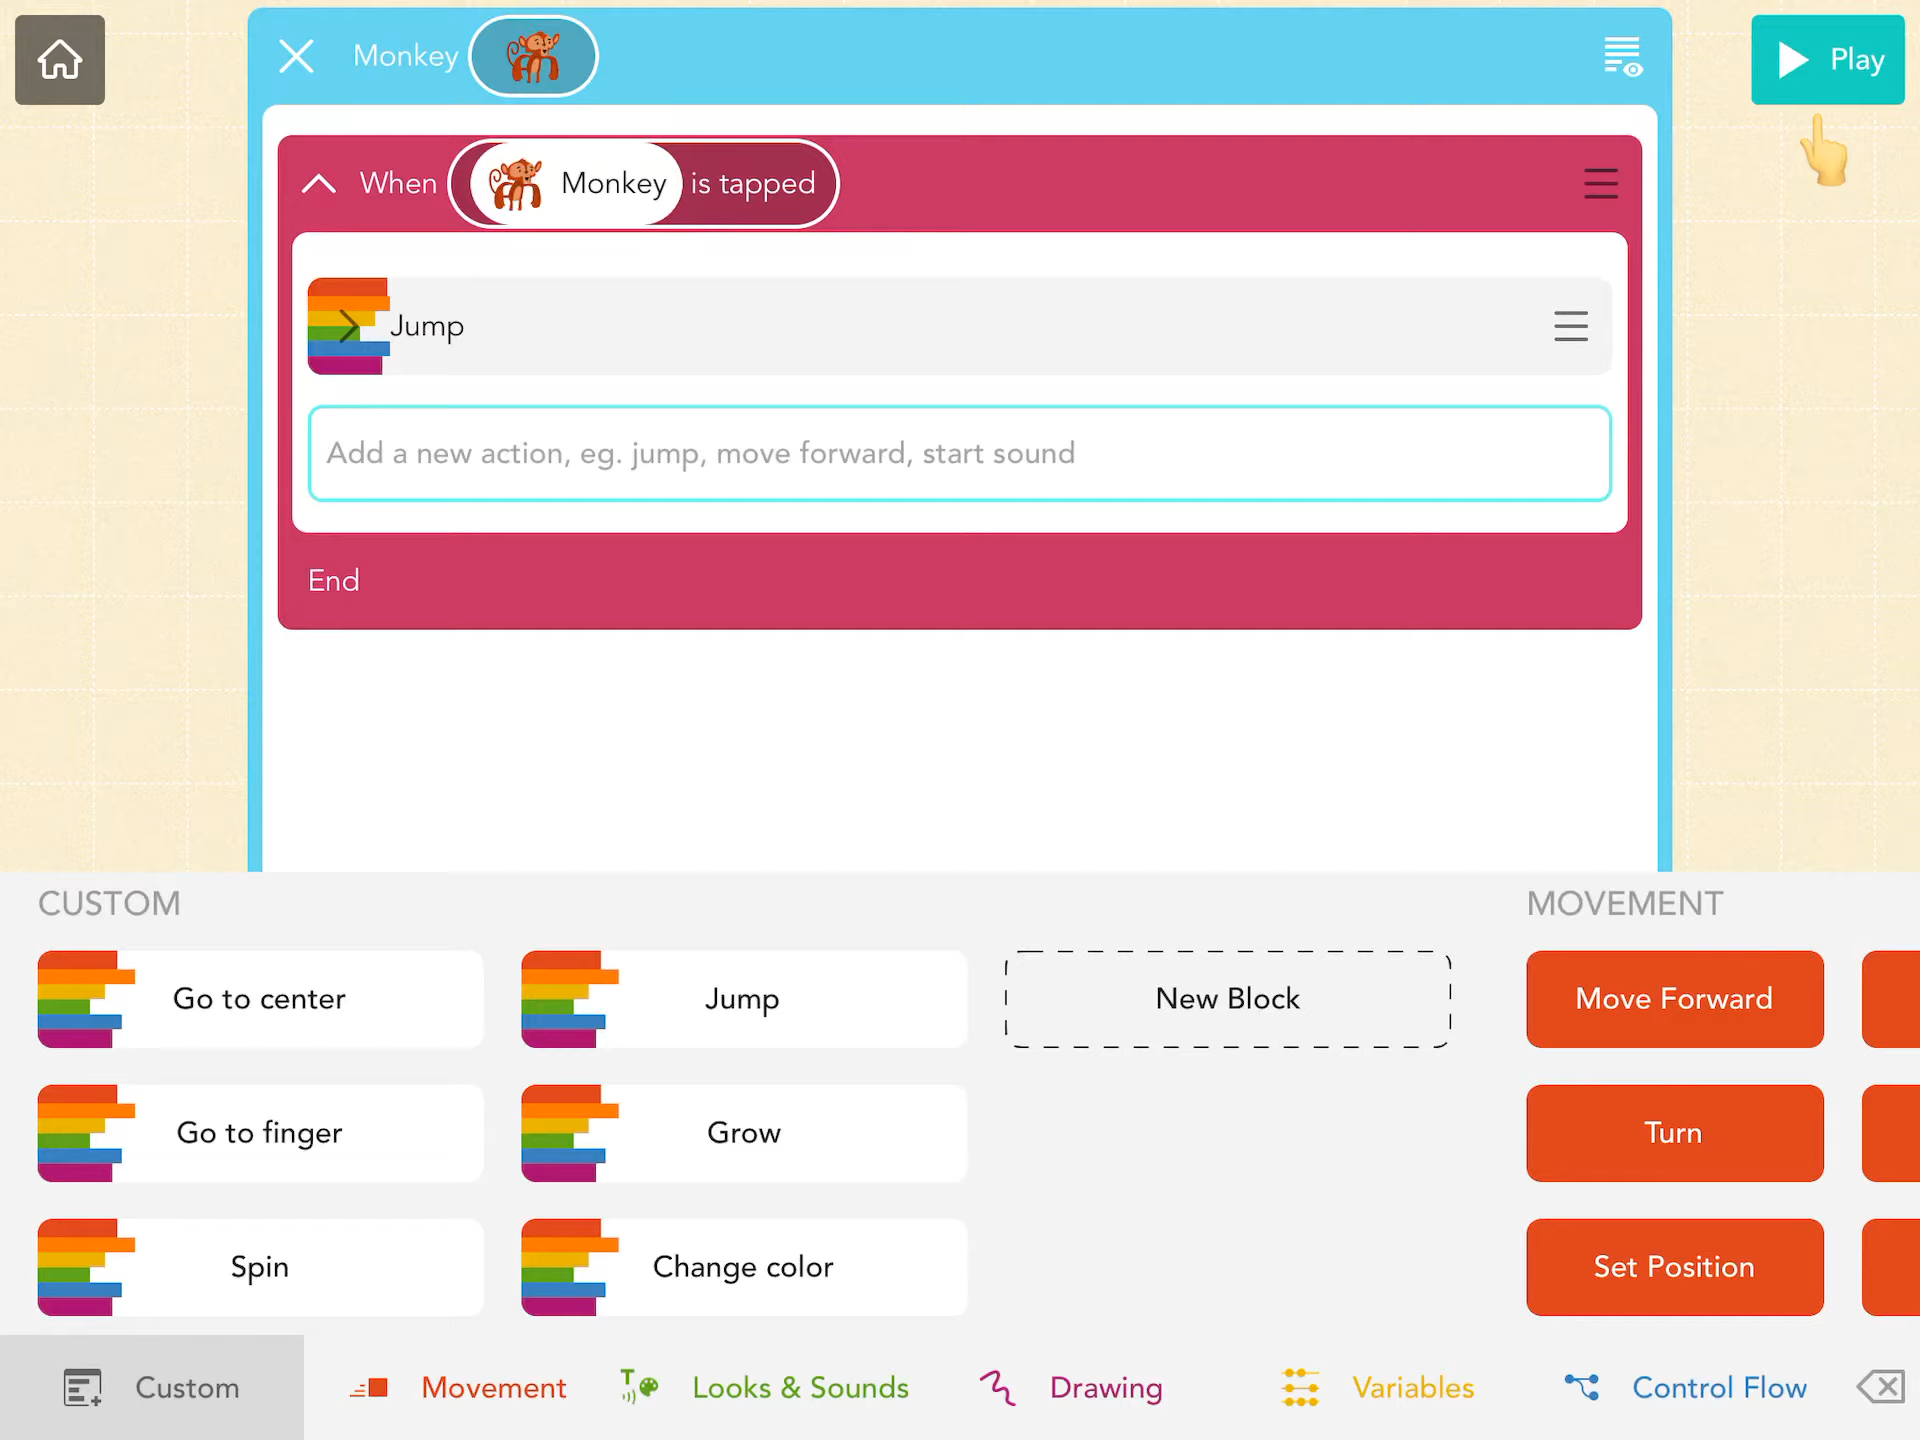 Monkey
Play
When Monkey is tapped
Jump
Add a new action, eg. jump, move forward, start sound
End
CUSTOM
MOVEMENT
Go to center
Jump
New Block
Move Forward
Go to finger
Grow
Turn
Spin
Change color
Set Position
Custom
Movement
Looks & Sounds
Drawing
Variables
Control Flow